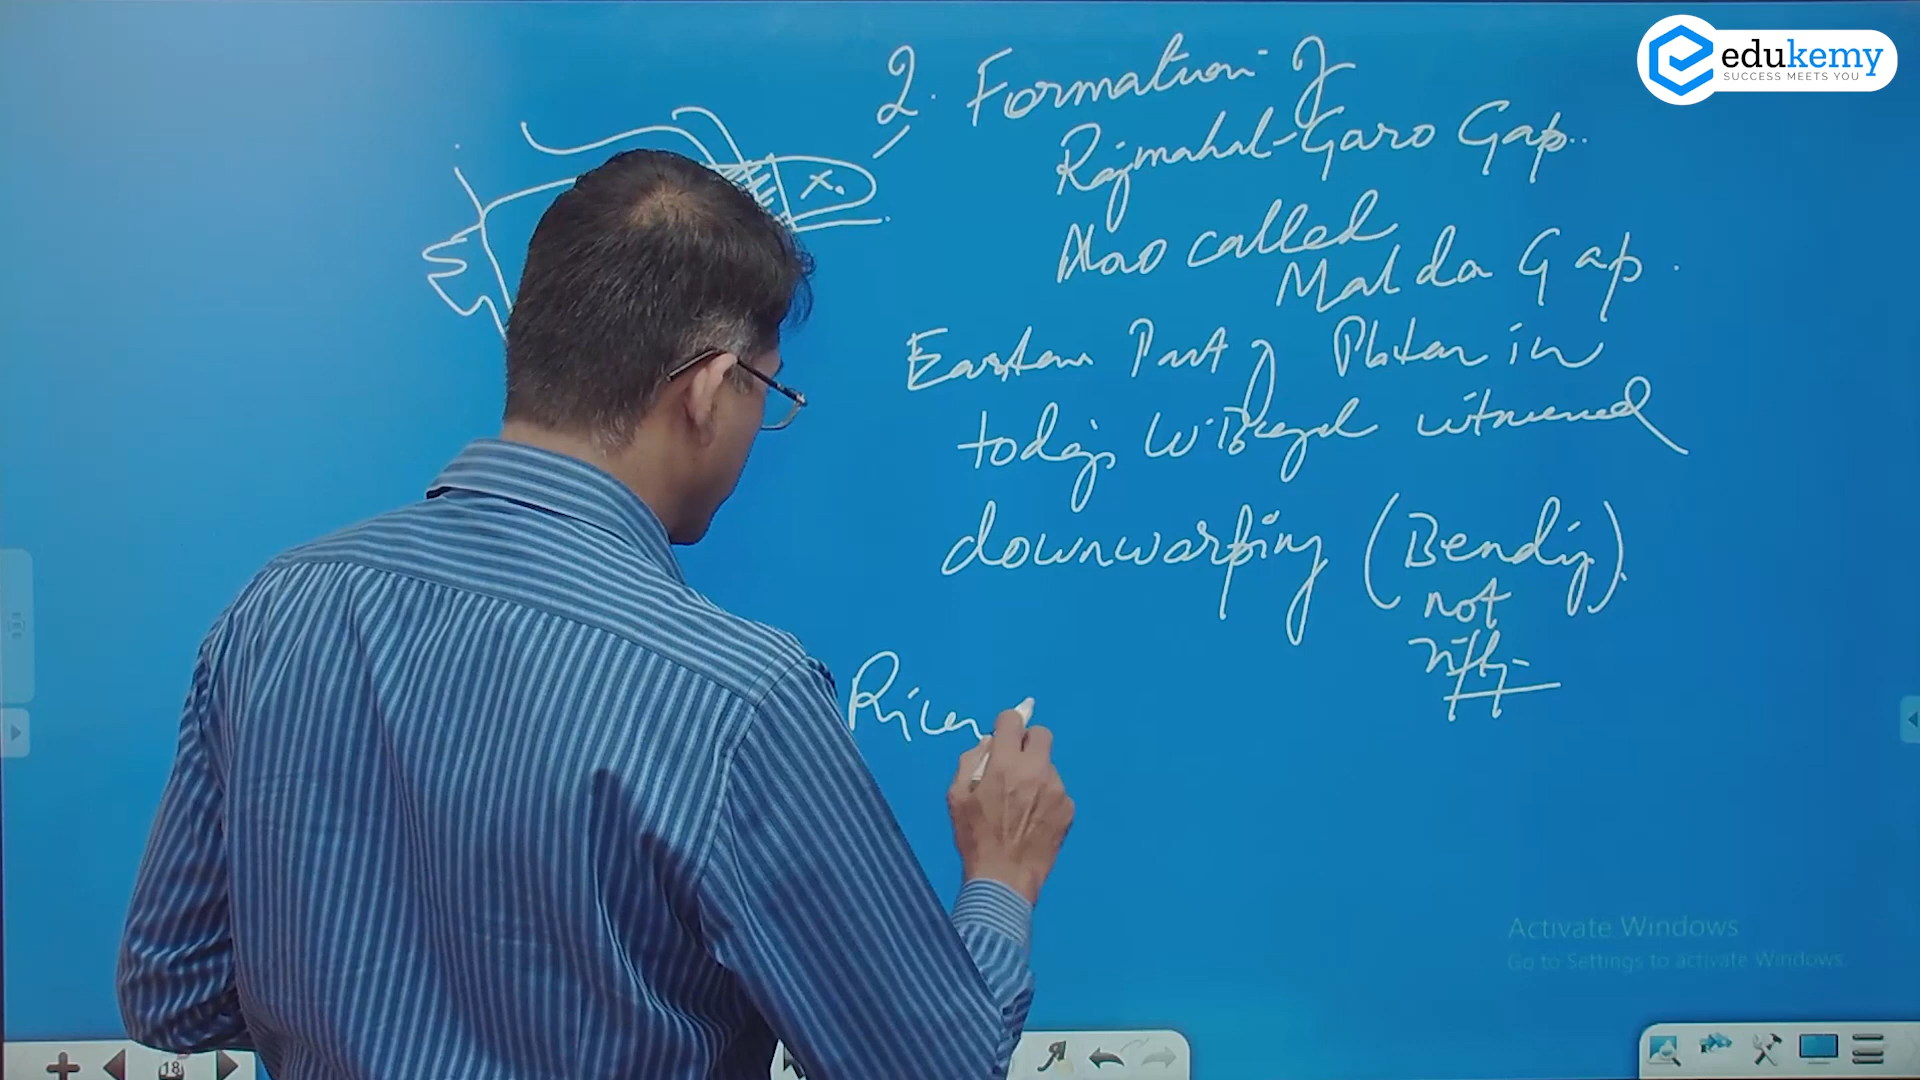 edukemy
SUCCESS MEETS YOU
2. Formation of
Rajmahal-Garo Gap..
Also called
Malda Gap.
Eastern Part of Plateau in
today's W. Bengal witnessed
downwarping (Bending).
not
rifting
River
x.
Activate Windows
Go to Settings to activate Windows.
18